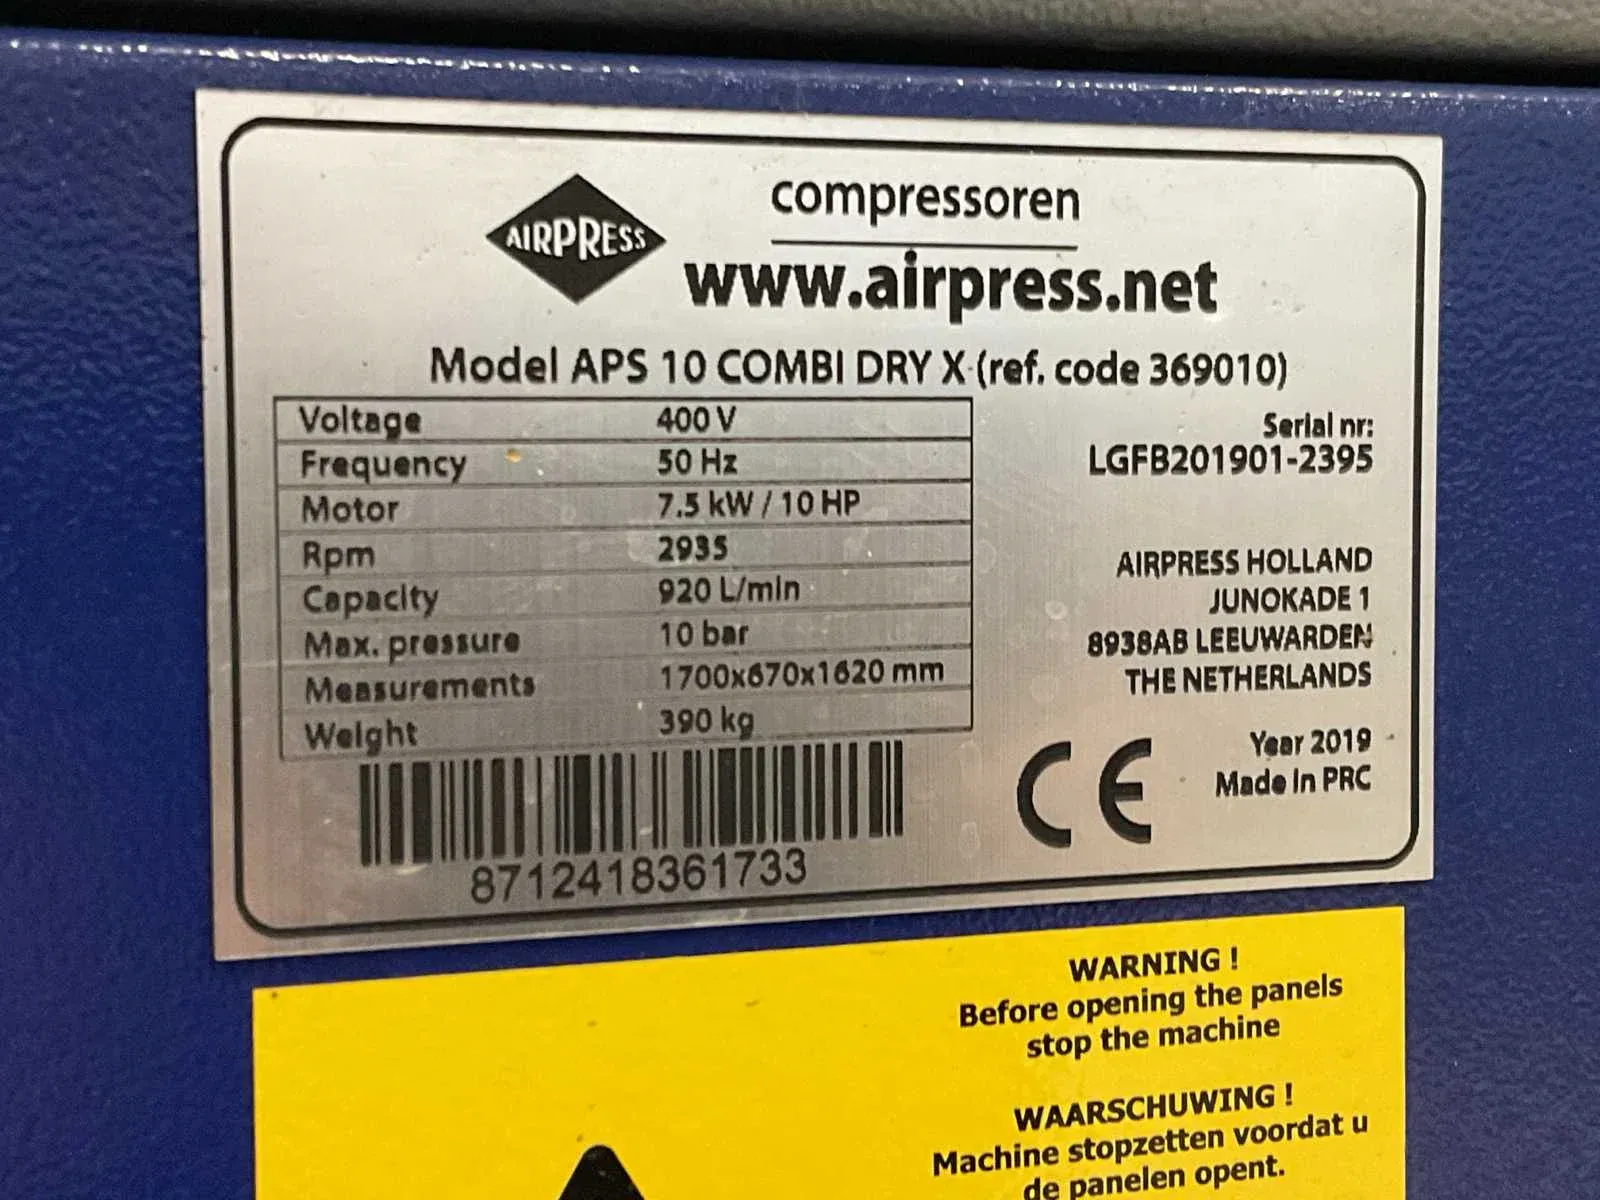 AIRPRESS
compressoren
www.airpress.net
Model APS 10 COMBI DRY X (ref. code 369010)
Voltage 400 V
Frequency 50 Hz
Motor 7.5 kW / 10 HP
Rpm 2935
Capacity 920 L/min
Max. pressure 10 bar
Measurements 1700x670x1620 mm
Weight 390 kg
8712418361733
Serial nr:
LGFB201901-2395
AIRPRESS HOLLAND
JUNOKADE 1
8938AB LEEUWARDEN
THE NETHERLANDS
Year 2019
Made in PRC
CE
WARNING !
Before opening the panels
stop the machine
WAARSCHUWING !
Machine stopzetten voordat u
de panelen opent.